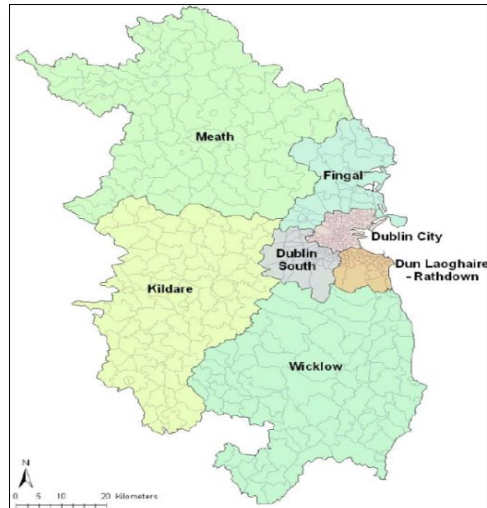 Meath
Fingal
Dublin City
Dublin
South
Dun Laoghaire
- Rathdown
Kildare
Wicklow
N
0 5 10 20 Kilometers